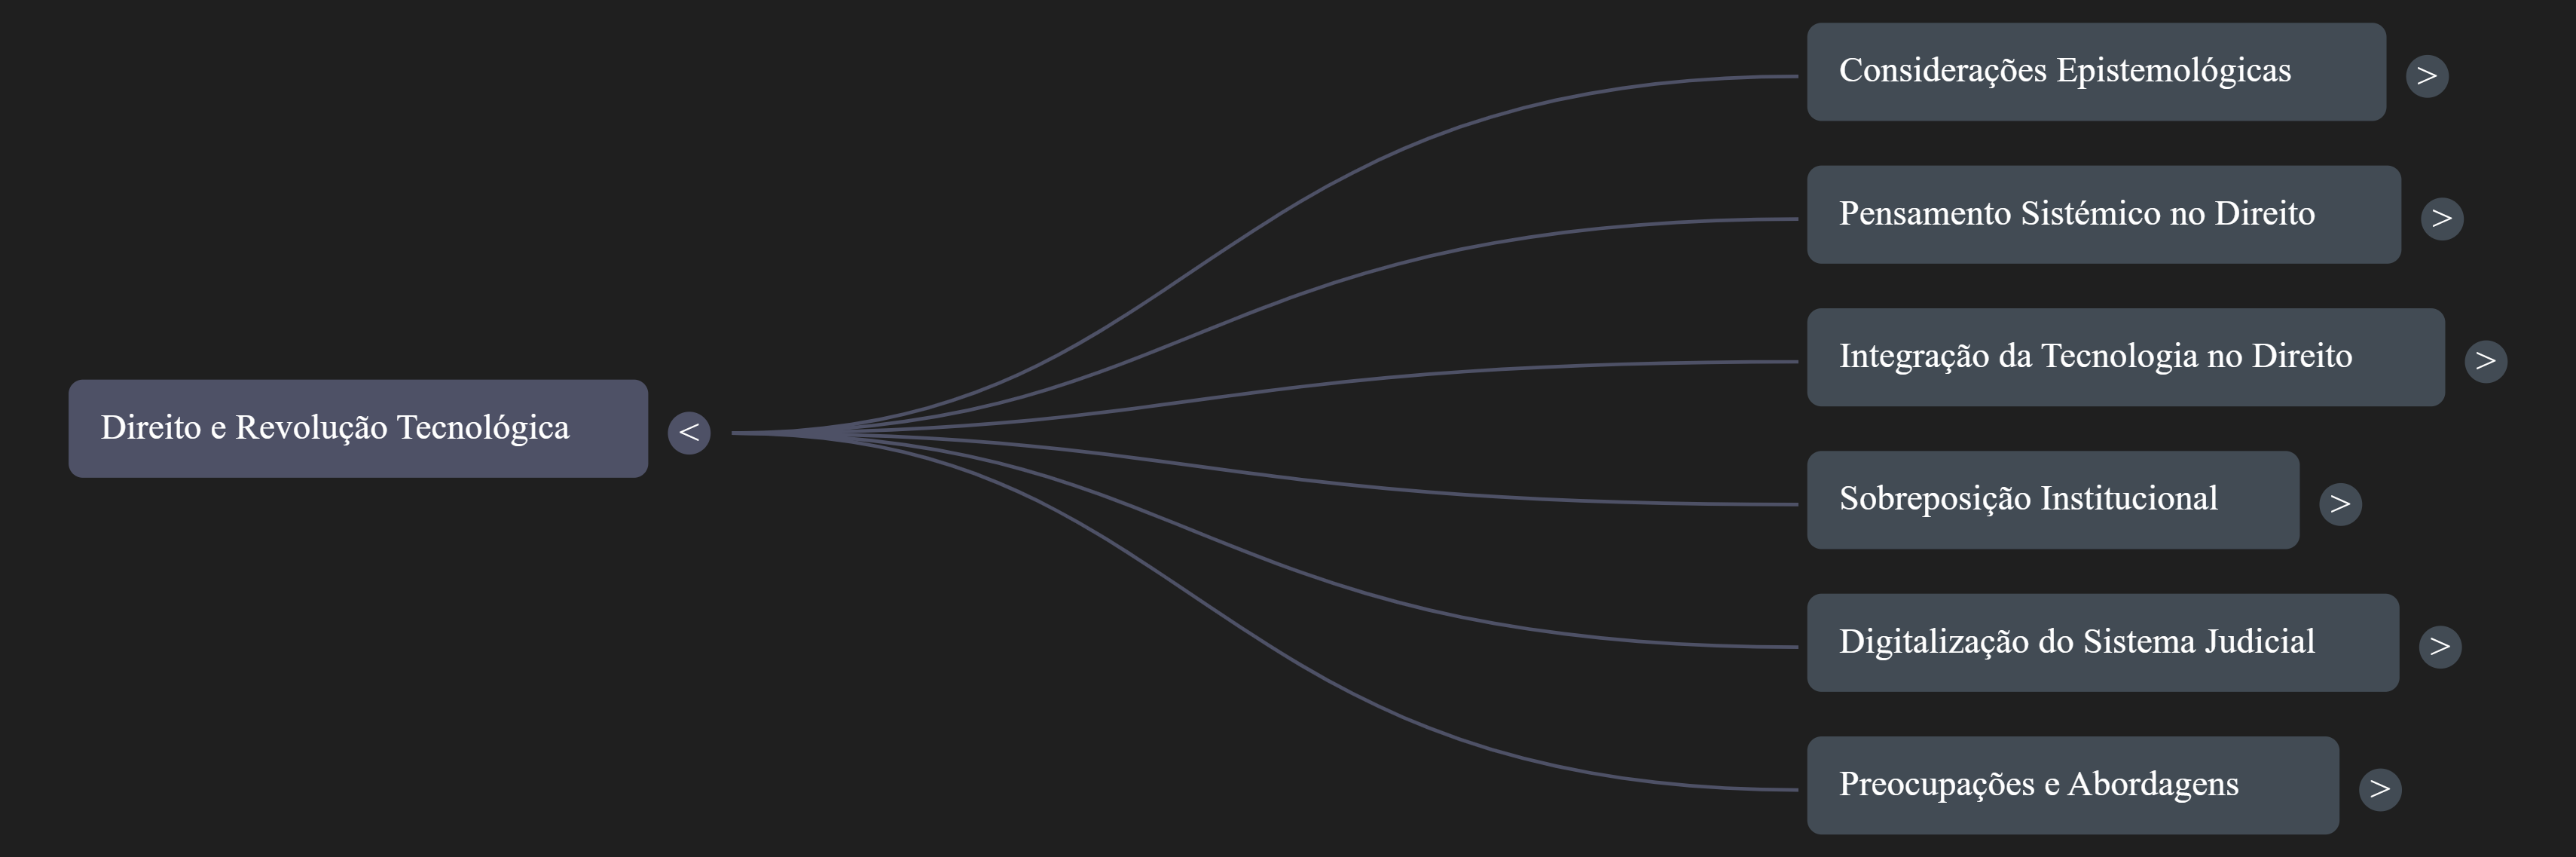 Direito e Revolução Tecnológica
<
Considerações Epistemológicas
>
Pensamento Sistémico no Direito
>
Integração da Tecnologia no Direito
>
Sobreposição Institucional
>
Digitalização do Sistema Judicial
>
Preocupações e Abordagens
>